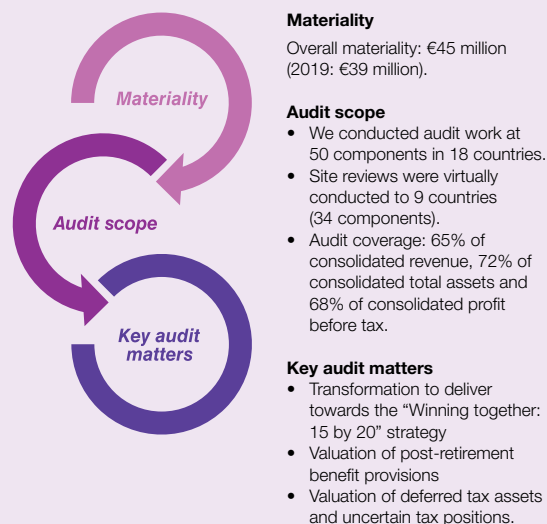 Materiality
Audit scope
Key audit
matters
Materiality
Overall materiality: €45 million
(2019: €39 million).
Audit scope
• We conducted audit work at
50 components in 18 countries.
• Site reviews were virtually
conducted to 9 countries
(34 components).
• Audit coverage: 65% of
consolidated revenue, 72% of
consolidated total assets and
68% of consolidated profit
before tax.
Key audit matters
• Transformation to deliver
towards the “Winning together:
15 by 20” strategy
• Valuation of post-retirement
benefit provisions
• Valuation of deferred tax assets
and uncertain tax positions.